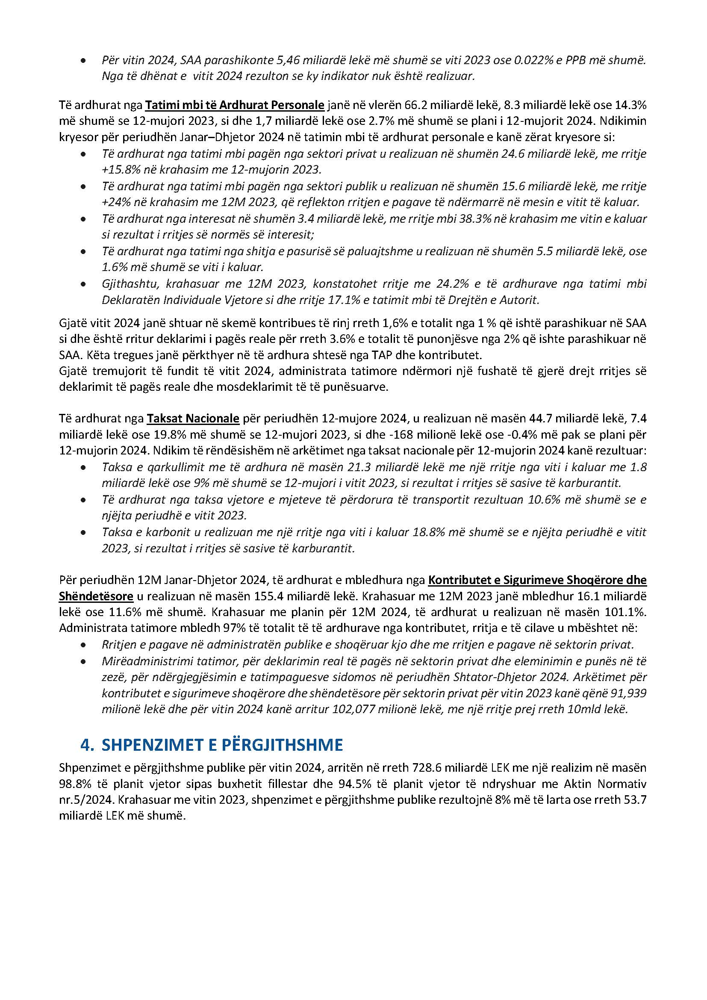 • Për vitin 2024, SAA parashikonte 5,46 miliardë lekë më shumë se viti 2023 ose 0.022% e PPB më shumë.
Nga të dhënat e vitit 2024 rezulton se ky indikator nuk është realizuar.
Të ardhurat nga Tatimi mbi të Ardhurat Personale janë në vlerën 66.2 miliardë lekë, 8.3 miliardë lekë ose 14.3%
më shumë se 12-mujori 2023, si dhe 1,7 miliardë lekë ose 2.7% më shumë se plani i 12-mujorit 2024. Ndikimin
kryesor për periudhën Janar–Dhjetor 2024 në tatimin mbi të ardhurat personale e kanë zërat kryesore si:
• Të ardhurat nga tatimi mbi pagën nga sektori privat u realizuan në shumën 24.6 miliardë lekë, me rritje
+15.8% në krahasim me 12-mujorin 2023.
• Të ardhurat nga tatimi mbi pagën nga sektori publik u realizuan në shumën 15.6 miliardë lekë, me rritje
+24% në krahasim me 12M 2023, që reflekton rritjen e pagave të ndërmarrë në mesin e vitit të kaluar.
• Të ardhurat nga interesat në shumën 3.4 miliardë lekë, me rritje mbi 38.3% në krahasim me vitin e kaluar
si rezultat i rritjes së normës së interesit;
• Të ardhurat nga tatimi nga shitja e pasurisë së paluajtshme u realizuan në shumën 5.5 miliardë lekë, ose
1.6% më shumë se viti i kaluar.
• Gjithashtu, krahasuar me 12M 2023, konstatohet rritje me 24.2% e të ardhurave nga tatimi mbi
Deklaratën Individuale Vjetore si dhe rritje 17.1% e tatimit mbi të Drejtën e Autorit.
Gjatë vitit 2024 janë shtuar në skemë kontribues të rinj rreth 1,6% e totalit nga 1 % që ishtë parashikuar në SAA
si dhe është rritur deklarimi i pagës reale për rreth 3.6% e totalit të punonjësve nga 2% që ishte parashikuar në
SAA. Këta tregues janë përkthyer në të ardhura shtesë nga TAP dhe kontributet.
Gjatë tremujorit të fundit të vitit 2024, administrata tatimore ndërmori një fushatë të gjerë drejt rritjes së
deklarimit të pagës reale dhe mosdeklarimit të të punësuarve.
Të ardhurat nga Taksat Nacionale për periudhën 12-mujore 2024, u realizuan në masën 44.7 miliardë lekë, 7.4
miliardë lekë ose 19.8% më shumë se 12-mujori 2023, si dhe -168 milionë lekë ose -0.4% më pak se plani për
12-mujorin 2024. Ndikim të rëndësishëm në arkëtimet nga taksat nacionale për 12-mujorin 2024 kanë rezultuar:
• Taksa e qarkullimit me të ardhura në masën 21.3 miliardë lekë me një rritje nga viti i kaluar me 1.8
miliardë lekë ose 9% më shumë se 12-mujori i vitit 2023, si rezultat i rritjes së sasive të karburantit.
• Të ardhurat nga taksa vjetore e mjeteve të përdorura të transportit rezultuan 10.6% më shumë se e
njëjta periudhë e vitit 2023.
• Taksa e karbonit u realizuan me një rritje nga viti i kaluar 18.8% më shumë se e njëjta periudhë e vitit
2023, si rezultat i rritjes së sasive të karburantit.
Për periudhën 12M Janar-Dhjetor 2024, të ardhurat e mbledhura nga Kontributet e Sigurimeve Shoqërore dhe
Shëndetësore u realizuan në masën 155.4 miliardë lekë. Krahasuar me 12M 2023 janë mbledhur 16.1 miliardë
lekë ose 11.6% më shumë. Krahasuar me planin për 12M 2024, të ardhurat u realizuan në masën 101.1%.
Administrata tatimore mbledh 97% të totalit të të ardhurave nga kontributet, rritja e të cilave u mbështet në:
• Rritjen e pagave në administratën publike e shoqëruar kjo dhe me rritjen e pagave në sektorin privat.
• Mirëadministrimi tatimor, për deklarimin real të pagës në sektorin privat dhe eleminimin e punës në të
zezë, për ndërgjegjësimin e tatimpaguesve sidomos në periudhën Shtator-Dhjetor 2024. Arkëtimet për
kontributet e sigurimeve shoqërore dhe shëndetësore për sektorin privat për vitin 2023 kanë qënë 91,939
milionë lekë dhe për vitin 2024 kanë arritur 102,077 milionë lekë, me një rritje prej rreth 10mld lekë.
4. SHPENZIMET E PËRGJITHSHME
Shpenzimet e përgjithshme publike për vitin 2024, arritën në rreth 728.6 miliardë LEK me një realizim në masën
98.8% të planit vjetor sipas buxhetit fillestar dhe 94.5% të planit vjetor të ndryshuar me Aktin Normativ
nr.5/2024. Krahasuar me vitin 2023, shpenzimet e përgjithshme publike rezultojnë 8% më të larta ose rreth 53.7
miliardë LEK më shumë.